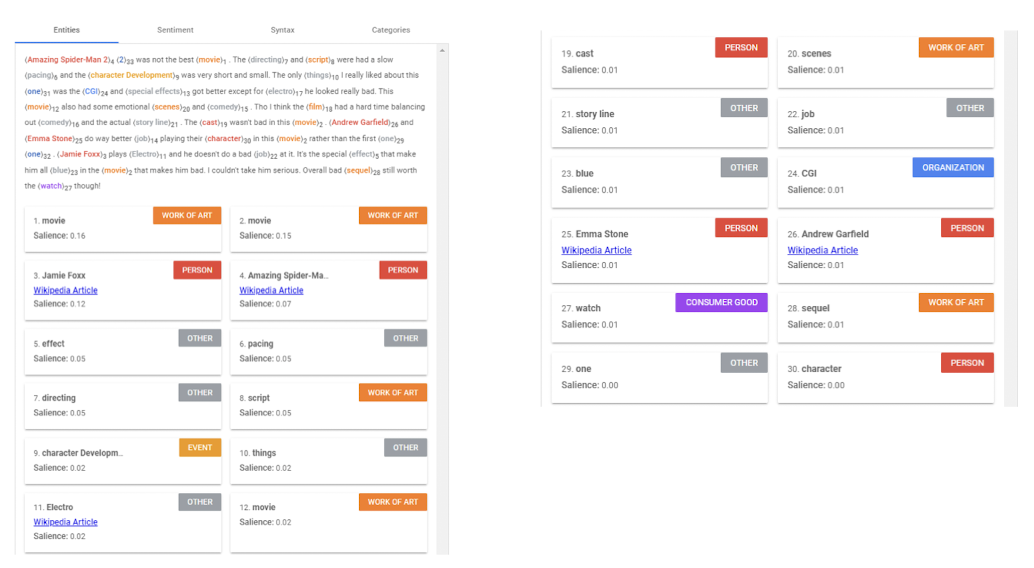 Entities Sentiment Syntax Categories
⟨Amazing Spider-Man 2⟩4 ⟨2⟩33 was not the best ⟨movie⟩1 . The ⟨directing⟩7 and ⟨script⟩8 were had a slow
⟨pacing⟩6 and the ⟨character Development⟩9 was very short and small. The only ⟨things⟩10 I really liked about this
⟨one⟩31 was the ⟨CGI⟩24 and ⟨special effects⟩13 got better except for ⟨electro⟩17 he looked really bad. This
⟨movie⟩12 also had some emotional ⟨scenes⟩20 and ⟨comedy⟩15 . Tho I think the ⟨film⟩18 had a hard time balancing
out ⟨comedy⟩16 and the actual ⟨story line⟩21 . The ⟨cast⟩19 wasn't bad in this ⟨movie⟩2 . ⟨Andrew Garfield⟩26 and
⟨Emma Stone⟩25 do way better ⟨job⟩14 playing their ⟨character⟩30 in this ⟨movie⟩2 rather than the first ⟨one⟩29
⟨one⟩32 . ⟨Jamie Foxx⟩3 plays ⟨Electro⟩11 and he doesn't do a bad ⟨job⟩22 at it. It's the special ⟨effect⟩5 that make
him all ⟨blue⟩23 in the ⟨movie⟩2 that makes him bad. I couldn't take him serious. Overall bad ⟨sequel⟩28 still worth
the ⟨watch⟩27 though!
1. movie WORK OF ART
Salience: 0.16
2. movie WORK OF ART
Salience: 0.15
3. Jamie Foxx PERSON
Wikipedia Article
Salience: 0.12
4. Amazing Spider-Ma.. PERSON
Wikipedia Article
Salience: 0.07
5. effect OTHER
Salience: 0.05
6. pacing OTHER
Salience: 0.05
7. directing OTHER
Salience: 0.05
8. script WORK OF ART
Salience: 0.05
9. character Developm.. EVENT
Salience: 0.02
10. things OTHER
Salience: 0.02
11. Electro OTHER
Wikipedia Article
Salience: 0.02
12. movie WORK OF ART
Salience: 0.02
19. cast PERSON
Salience: 0.01
20. scenes WORK OF ART
Salience: 0.01
21. story line OTHER
Salience: 0.01
22. job OTHER
Salience: 0.01
23. blue OTHER
Salience: 0.01
24. CGI ORGANIZATION
Salience: 0.01
25. Emma Stone PERSON
Wikipedia Article
Salience: 0.01
26. Andrew Garfield PERSON
Wikipedia Article
Salience: 0.01
27. watch CONSUMER GOOD
Salience: 0.01
28. sequel WORK OF ART
Salience: 0.01
29. one OTHER
Salience: 0.00
30. character PERSON
Salience: 0.00